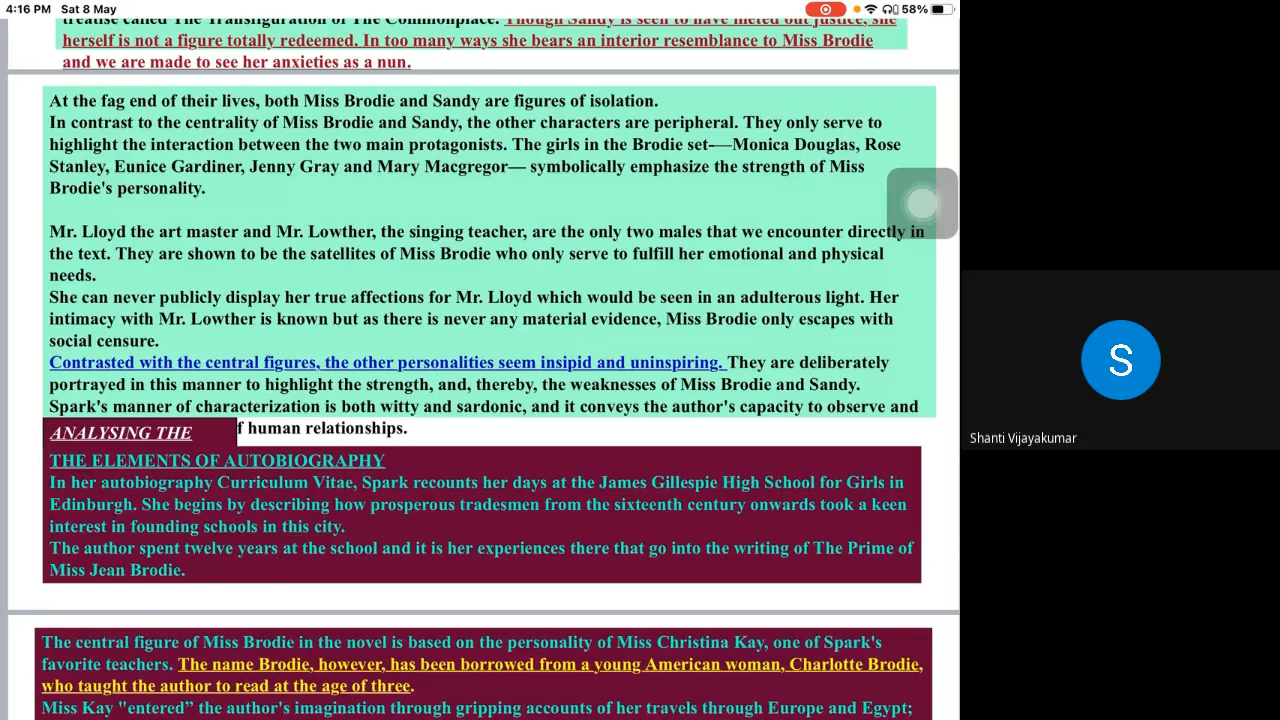 4:16 PM Sat 8 May
58%
treatise called The Transfiguration of The Commonplace. Though Sandy is seen to have meted out justice, she
herself is not a figure totally redeemed. In too many ways she bears an interior resemblance to Miss Brodie
and we are made to see her anxieties as a nun.
At the fag end of their lives, both Miss Brodie and Sandy are figures of isolation.
In contrast to the centrality of Miss Brodie and Sandy, the other characters are peripheral. They only serve to
highlight the interaction between the two main protagonists. The girls in the Brodie set-—Monica Douglas, Rose
Stanley, Eunice Gardiner, Jenny Gray and Mary Macgregor— symbolically emphasize the strength of Miss
Brodie's personality.
Mr. Lloyd the art master and Mr. Lowther, the singing teacher, are the only two males that we encounter directly in
the text. They are shown to be the satellites of Miss Brodie who only serve to fulfill her emotional and physical
needs.
She can never publicly display her true affections for Mr. Lloyd which would be seen in an adulterous light. Her
intimacy with Mr. Lowther is known but as there is never any material evidence, Miss Brodie only escapes with
social censure.
Contrasted with the central figures, the other personalities seem insipid and uninspiring. They are deliberately
portrayed in this manner to highlight the strength, and, thereby, the weaknesses of Miss Brodie and Sandy.
Spark's manner of characterization is both witty and sardonic, and it conveys the author's capacity to observe and
f human relationships.
ANALYSING THE
THE ELEMENTS OF AUTOBIOGRAPHY
In her autobiography Curriculum Vitae, Spark recounts her days at the James Gillespie High School for Girls in
Edinburgh. She begins by describing how prosperous tradesmen from the sixteenth century onwards took a keen
interest in founding schools in this city.
The author spent twelve years at the school and it is her experiences there that go into the writing of The Prime of
Miss Jean Brodie.
The central figure of Miss Brodie in the novel is based on the personality of Miss Christina Kay, one of Spark's
favorite teachers. The name Brodie, however, has been borrowed from a young American woman, Charlotte Brodie,
who taught the author to read at the age of three.
Miss Kay "entered” the author's imagination through gripping accounts of her travels through Europe and Egypt;
S
Shanti Vijayakumar